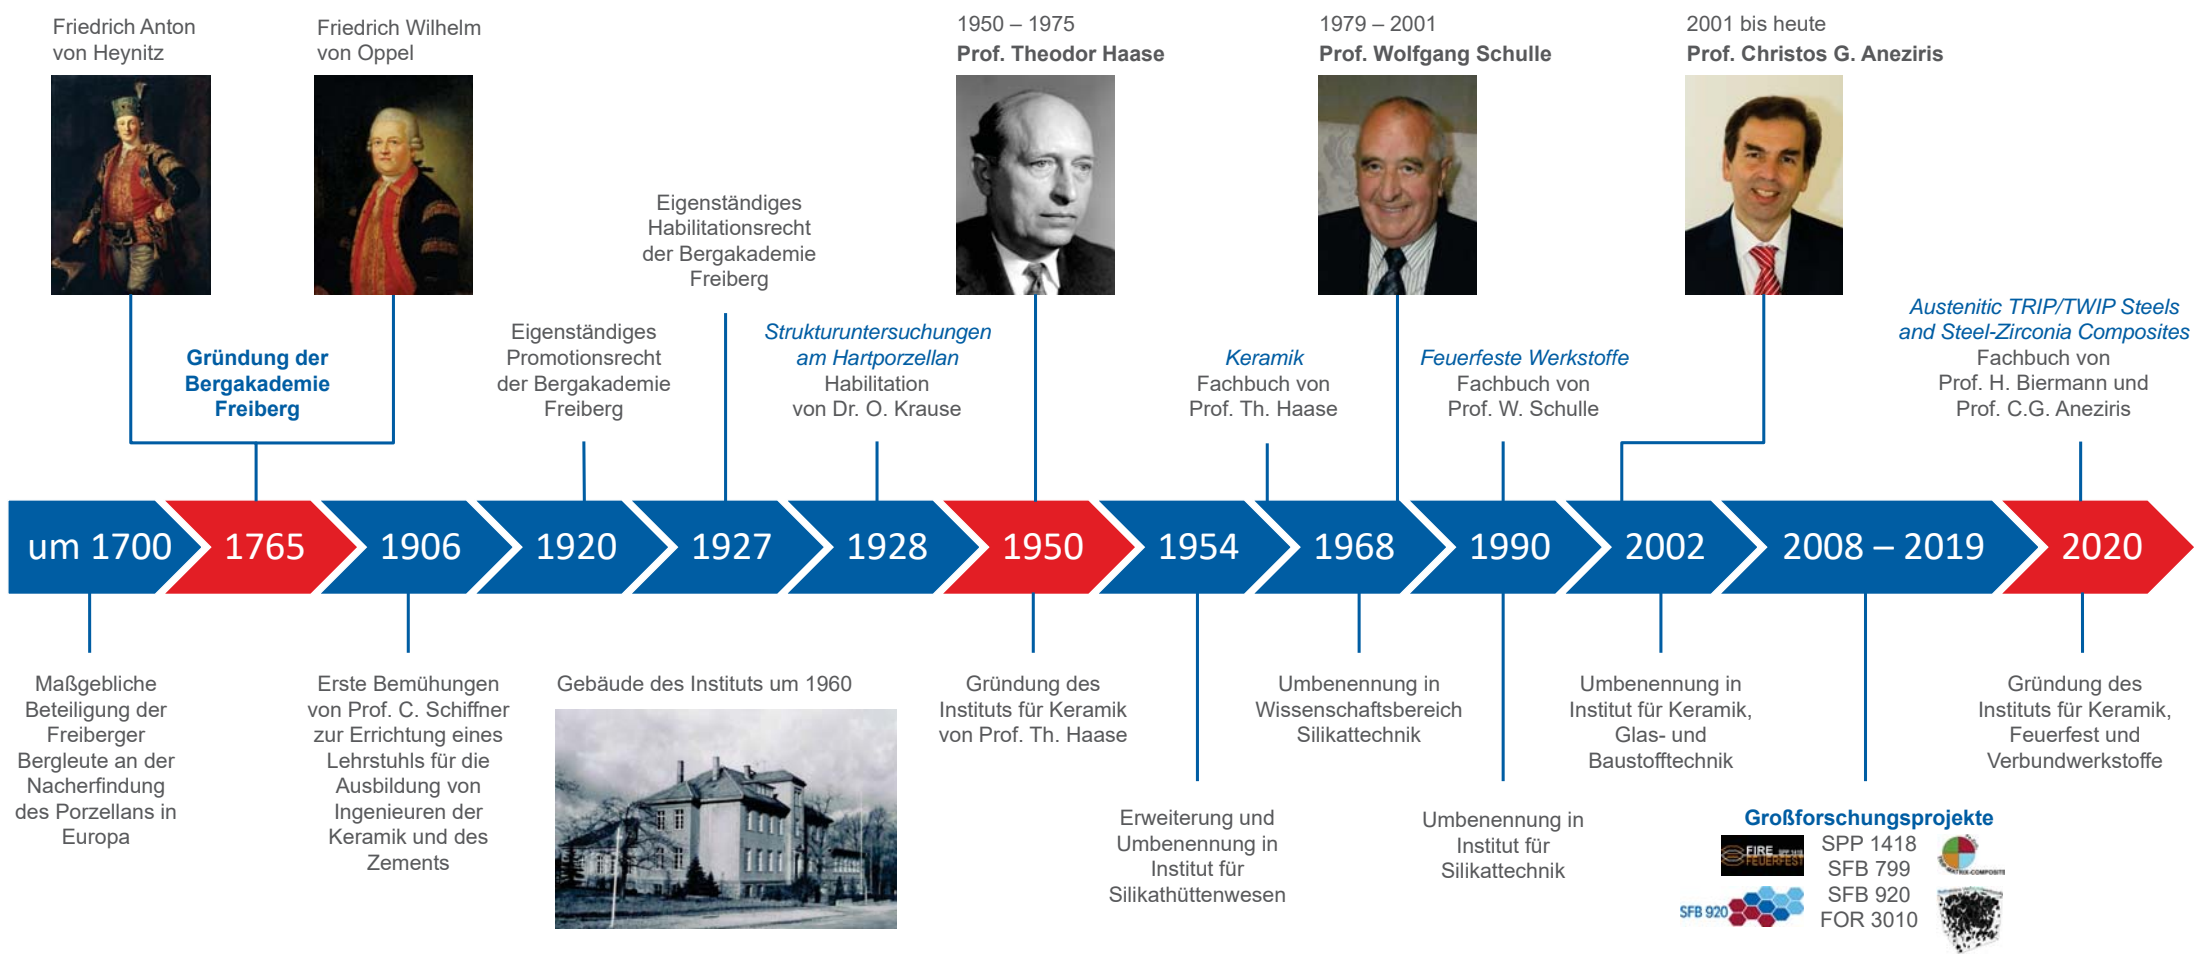 Friedrich Anton
von Heynitz
Friedrich Wilhelm
von Oppel
1950 – 1975
Prof. Theodor Haase
1979 – 2001
Prof. Wolfgang Schulle
2001 bis heute
Prof. Christos G. Aneziris
Gründung der
Bergakademie
Freiberg
Eigenständiges
Promotionsrecht
der Bergakademie
Freiberg
Eigenständiges
Habilitationsrecht
der Bergakademie
Freiberg
Strukturuntersuchungen
am Hartporzellan
Habilitation
von Dr. O. Krause
Keramik
Fachbuch von
Prof. Th. Haase
Feuerfeste Werkstoffe
Fachbuch von
Prof. W. Schulle
Austenitic TRIP/TWIP Steels
and Steel-Zirconia Composites
Fachbuch von
Prof. H. Biermann und
Prof. C.G. Aneziris
um 1700
1765
1906
1920
1927
1928
1950
1954
1968
1990
2002
2008 – 2019
2020
Maßgebliche
Beteiligung der
Freiberger
Bergleute an der
Nacherfindung
des Porzellans in
Europa
Erste Bemühungen
von Prof. C. Schiffner
zur Errichtung eines
Lehrstuhls für die
Ausbildung von
Ingenieuren der
Keramik und des
Zements
Gebäude des Instituts um 1960
Gründung des
Instituts für Keramik
von Prof. Th. Haase
Erweiterung und
Umbenennung in
Institut für
Silikathüttenwesen
Umbenennung in
Wissenschaftsbereich
Silikattechnik
Umbenennung in
Institut für
Silikattechnik
Umbenennung in
Institut für Keramik,
Glas- und
Baustofftechnik
Großforschungsprojekte
SPP 1418
SFB 799
SFB 920
FOR 3010
FIRE SPP 1418
FEUERFEST
SFB 920
TRIP MATRIX-COMPOSITE
Gründung des
Instituts für Keramik,
Feuerfest und
Verbundwerkstoffe